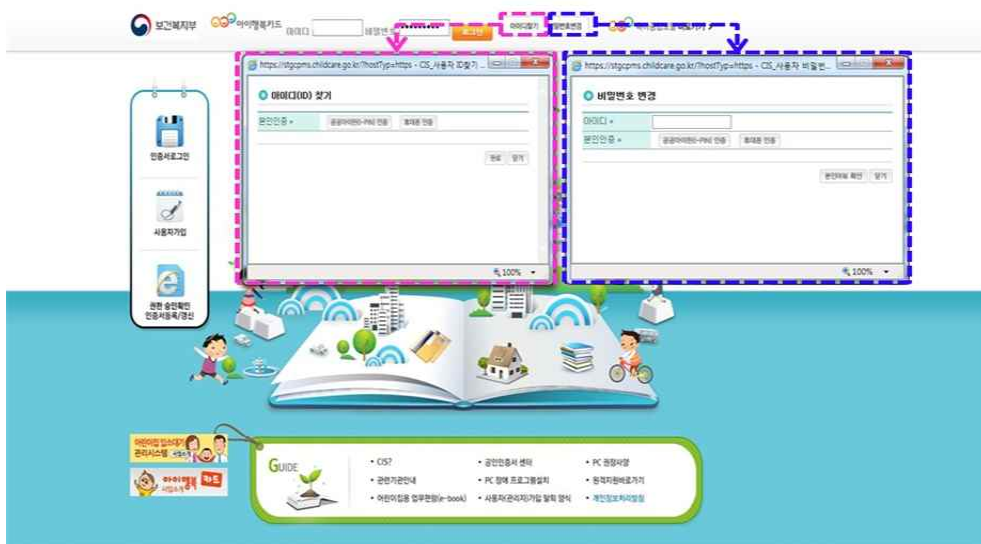 보건복지부
아이행복카드
아이디
비밀번호
로그인
아이디찾기
비밀번호변경
https://stgcpms.childcare.go.kr/?hostTyp=https - CIS_사용자 ID찾기 ...
아이디(ID) 찾기
본인인증 *
공공아이핀(I-PIN) 인증
휴대폰 인증
완료
닫기
100%
https://stgcpms.childcare.go.kr/?hostTyp=https - CIS_사용자 비밀번...
비밀번호 변경
아이디 *
본인인증 *
공공아이핀(I-PIN) 인증
휴대폰 인증
본인여부 확인
닫기
100%
인증서로그인
사용자가입
권한 승인확인
인증서등록/갱신
어린이집 입소대기
관리시스템
아이행복 카드
사업소개
GUIDE
• CIS?
• 관련기관안내
• 어린이집용 업무편람(e-book)
• 공인인증서 센터
• PC 장애 프로그램설치
• 사용자(관리자)가입 탈퇴 양식
• PC 권장사양
• 원격지원바로가기
• 개인정보처리방침